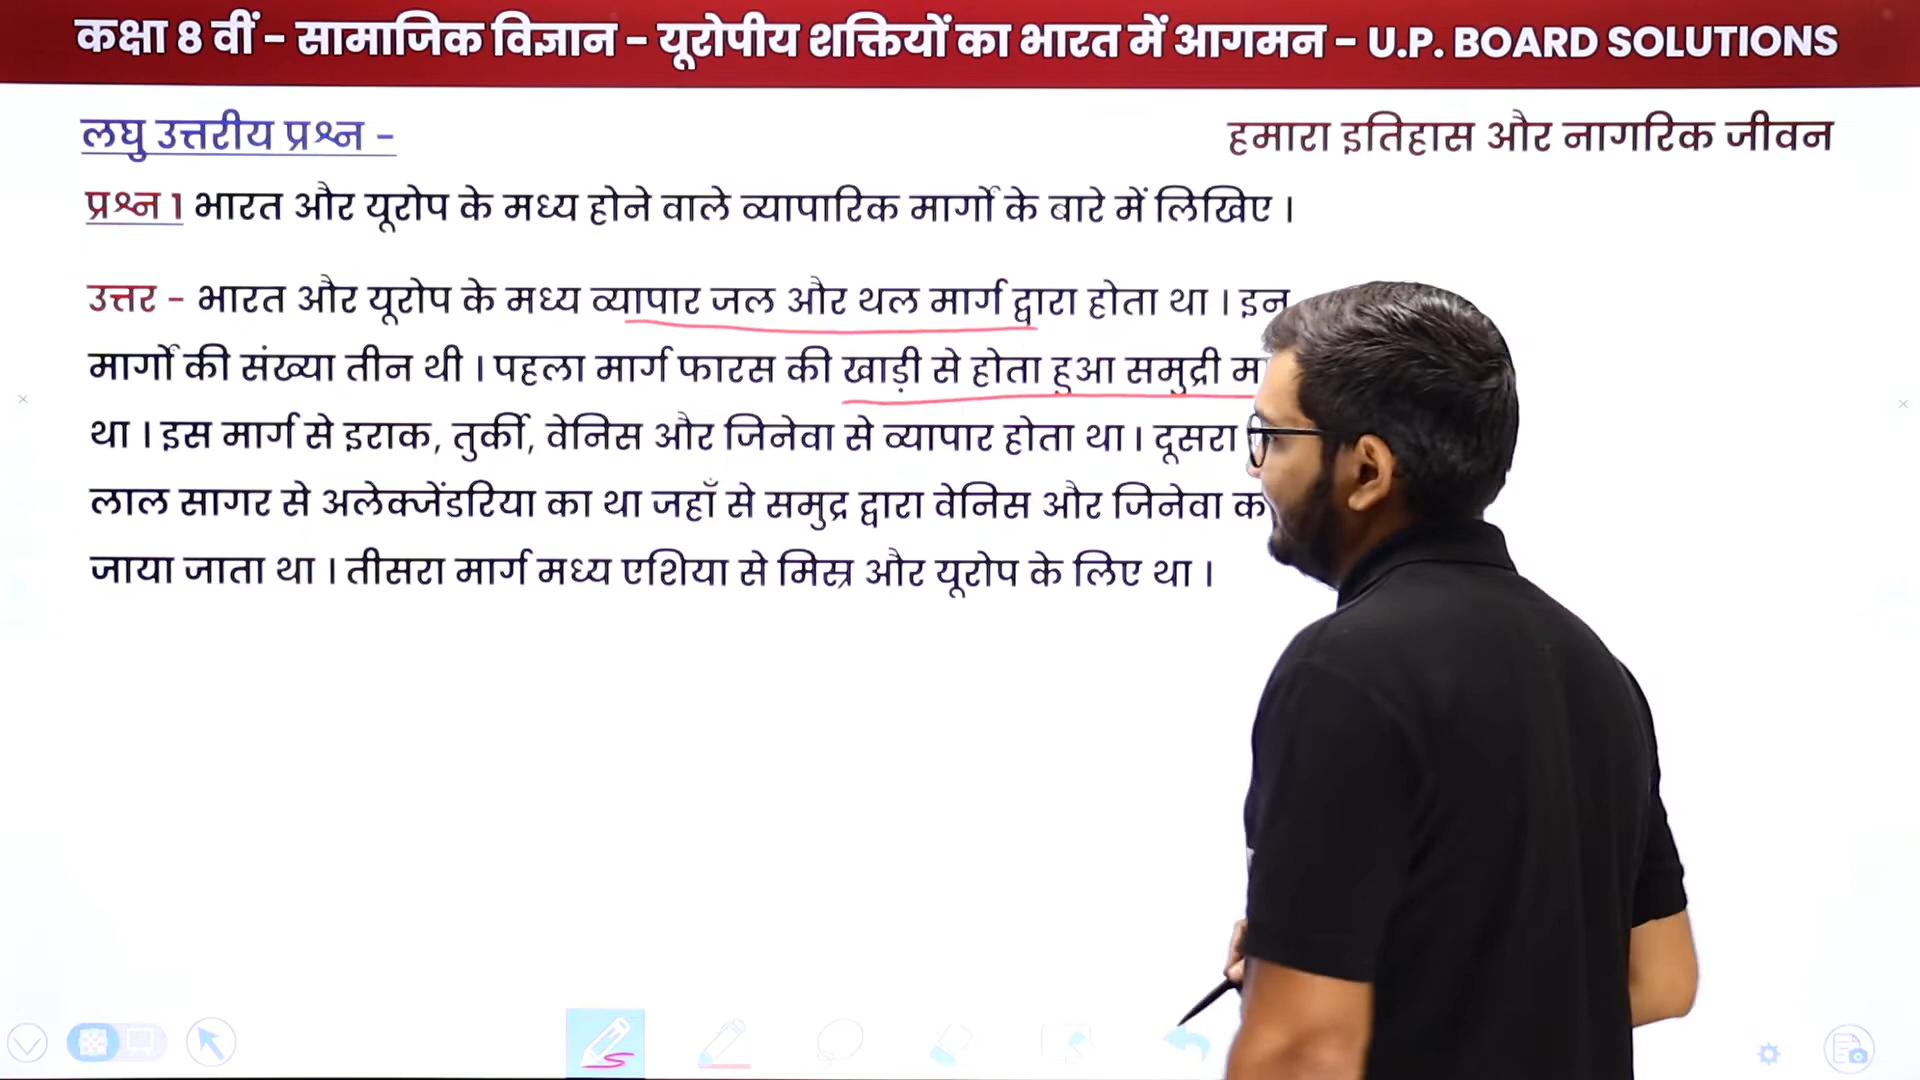 कक्षा 8 वीं - सामाजिक विज्ञान - यूरोपीय शक्तियों का भारत में आगमन - U.P. BOARD SOLUTIONS
लघु उत्तरीय प्रश्न -
हमारा इतिहास और नागरिक जीवन
प्रश्न 1 भारत और यूरोप के मध्य होने वाले व्यापारिक मार्गों के बारे में लिखिए ।
उत्तर - भारत और यूरोप के मध्य व्यापार जल और थल मार्ग द्वारा होता था । इन
मार्गों की संख्या तीन थी । पहला मार्ग फारस की खाड़ी से होता हुआ समुद्री
था । इस मार्ग से इराक, तुर्की, वेनिस और जिनेवा से व्यापार होता था । दूसरा
लाल सागर से अलेक्जेंडरिया का था जहाँ से समुद्र द्वारा वेनिस और जिनेवा
जाया जाता था । तीसरा मार्ग मध्य एशिया से मिस्र और यूरोप के लिए था ।